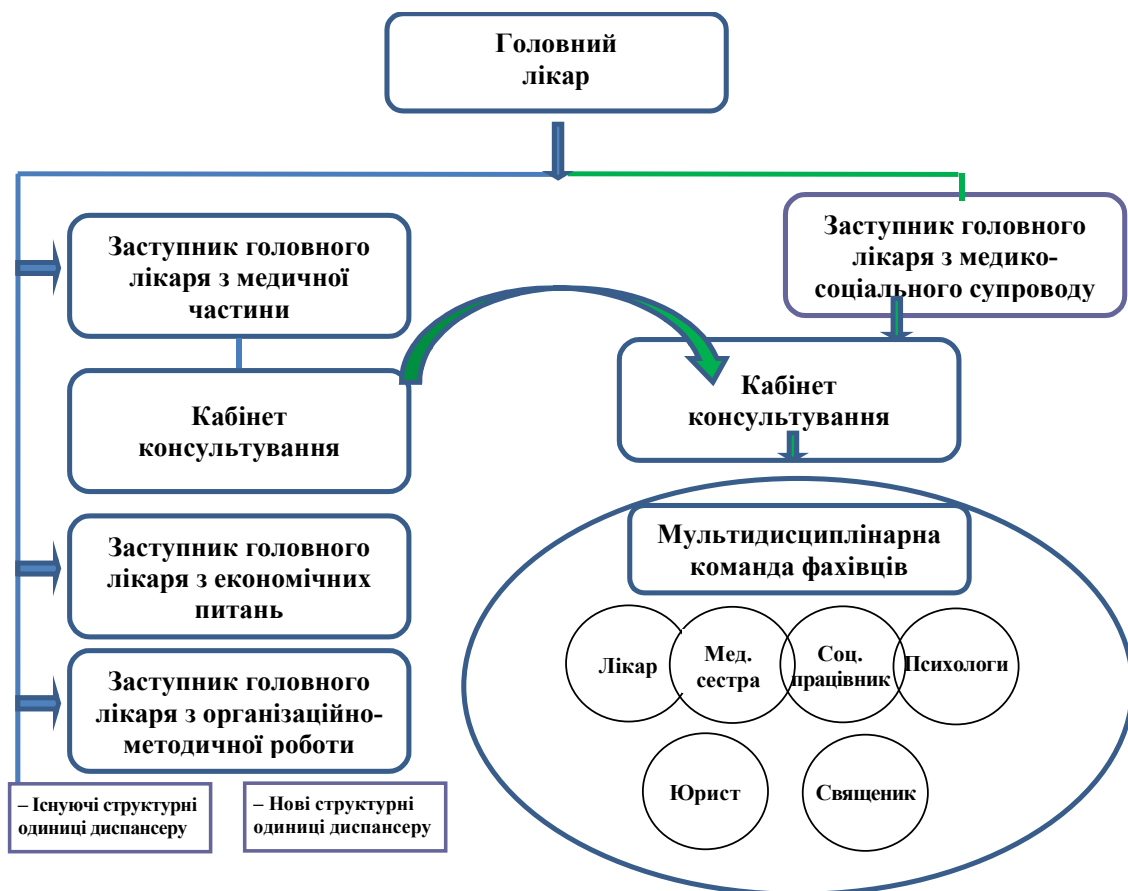 Головний
лікар
Заступник головного
лікаря з медичної
частини
Заступник головного
лікаря з медико-
соціального супроводу
Кабінет
консультування
Кабінет
консультування
Заступник головного
лікаря з економічних
питань
Заступник головного
лікаря з організаційно-
методичної роботи
Мультидисциплінарна
команда фахівців
Лікар
Мед.
сестра
Соц.
працівник
Психологи
Юрист
Священик
– Існуючі структурні
одиниці диспансеру
– Нові структурні
одиниці диспансеру